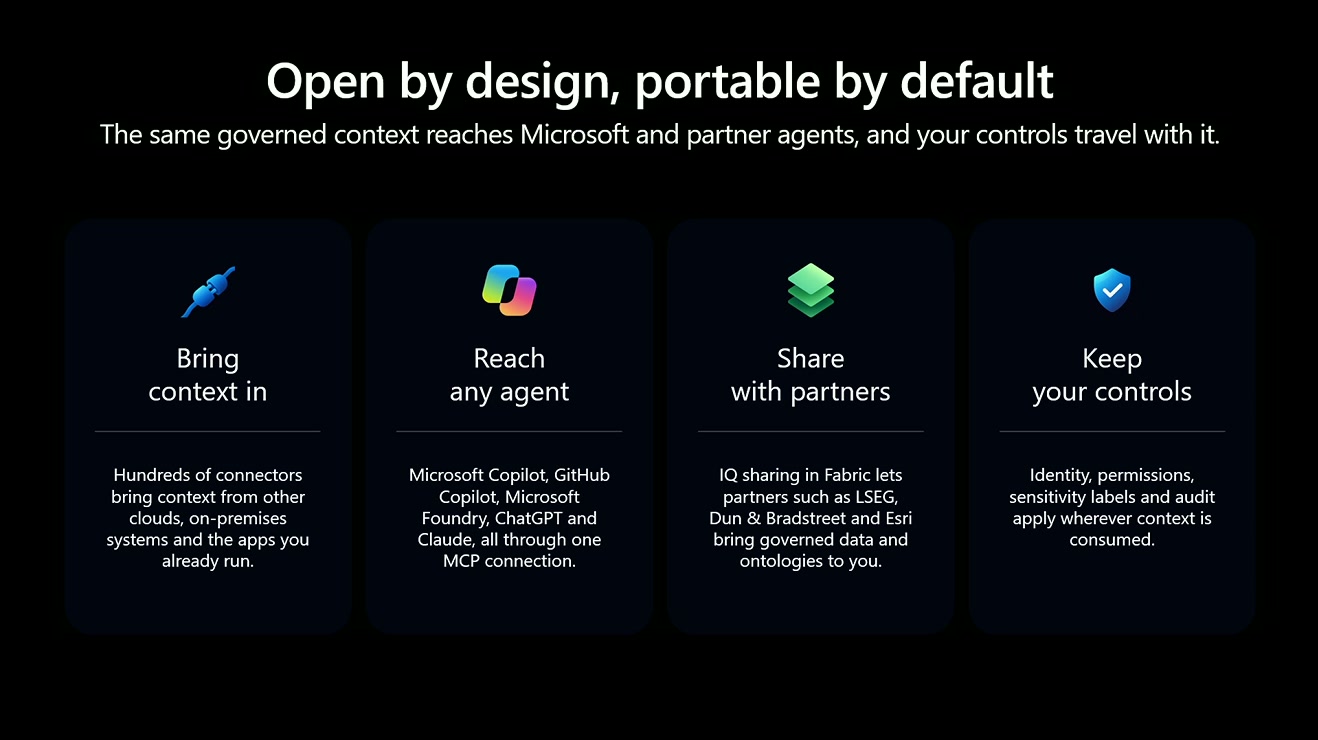 Open by design, portable by default
The same governed context reaches Microsoft and partner agents, and your controls travel with it.
Bring
context in
Hundreds of connectors
bring context from other
clouds, on-premises
systems and the apps you
already run.
Reach
any agent
Microsoft Copilot, GitHub
Copilot, Microsoft
Foundry, ChatGPT and
Claude, all through one
MCP connection.
Share
with partners
IQ sharing in Fabric lets
partners such as LSEG,
Dun & Bradstreet and Esri
bring governed data and
ontologies to you.
Keep
your controls
Identity, permissions,
sensitivity labels and audit
apply wherever context is
consumed.